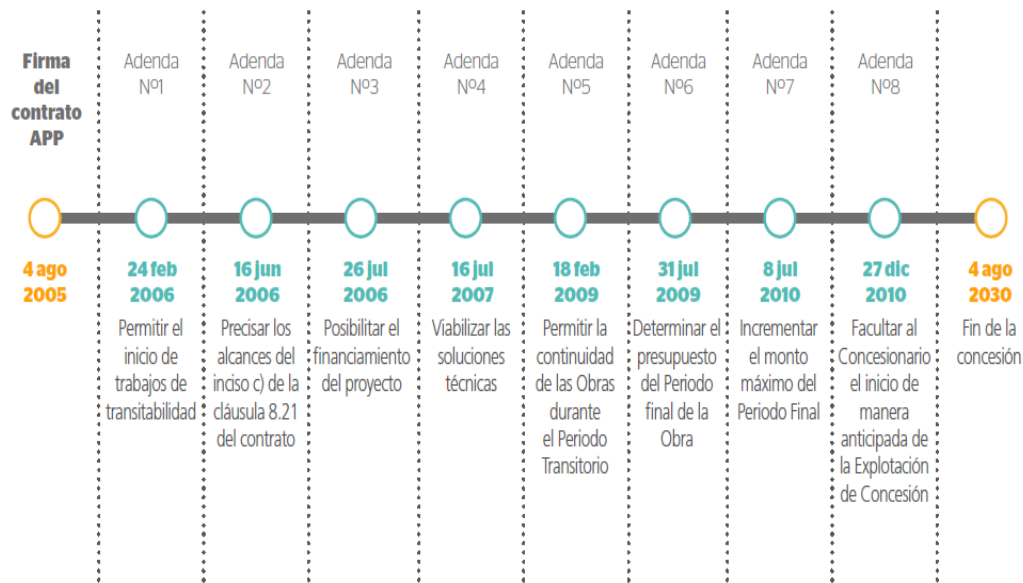 Firma
del
contrato
APP
4 ago
2005
Adenda
Nº1
24 feb
2006
Permitir el
inicio de
trabajos de
transitabilidad
Adenda
Nº2
16 jun
2006
Precisar los
alcances del
inciso c) de la
cláusula 8.21
del contrato
Adenda
Nº3
26 jul
2006
Posibilitar el
financiamiento
del proyecto
Adenda
Nº4
16 jul
2007
Viabilizar las
soluciones
técnicas
Adenda
Nº5
18 feb
2009
Permitir la
continuidad
de las Obras
durante
el Periodo
Transitorio
Adenda
Nº6
31 jul
2009
Determinar el
presupuesto
del Periodo
final de la
Obra
Adenda
Nº7
8 jul
2010
Incrementar
el monto
máximo del
Periodo Final
Adenda
Nº8
27 dic
2010
Facultar al
Concesionario
el inicio de
manera
anticipada de
la Explotación
de Concesión
4 ago
2030
Fin de la
concesión